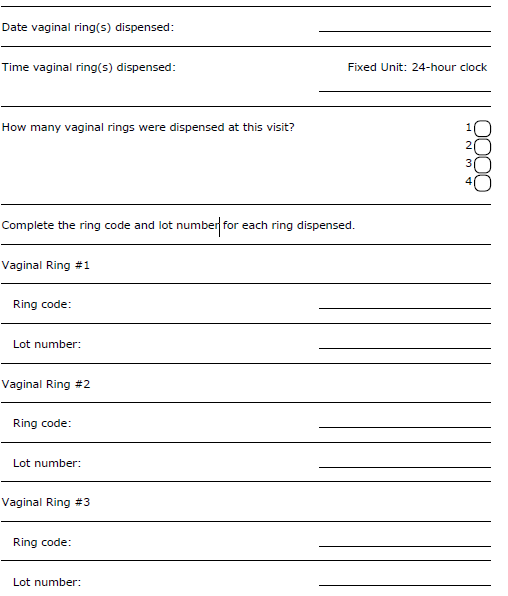 Date vaginal ring(s) dispensed:
Time vaginal ring(s) dispensed: Fixed Unit: 24-hour clock
How many vaginal rings were dispensed at this visit? 1
2
3
4
Complete the ring code and lot number for each ring dispensed.
Vaginal Ring #1
Ring code:
Lot number:
Vaginal Ring #2
Ring code:
Lot number:
Vaginal Ring #3
Ring code:
Lot number: